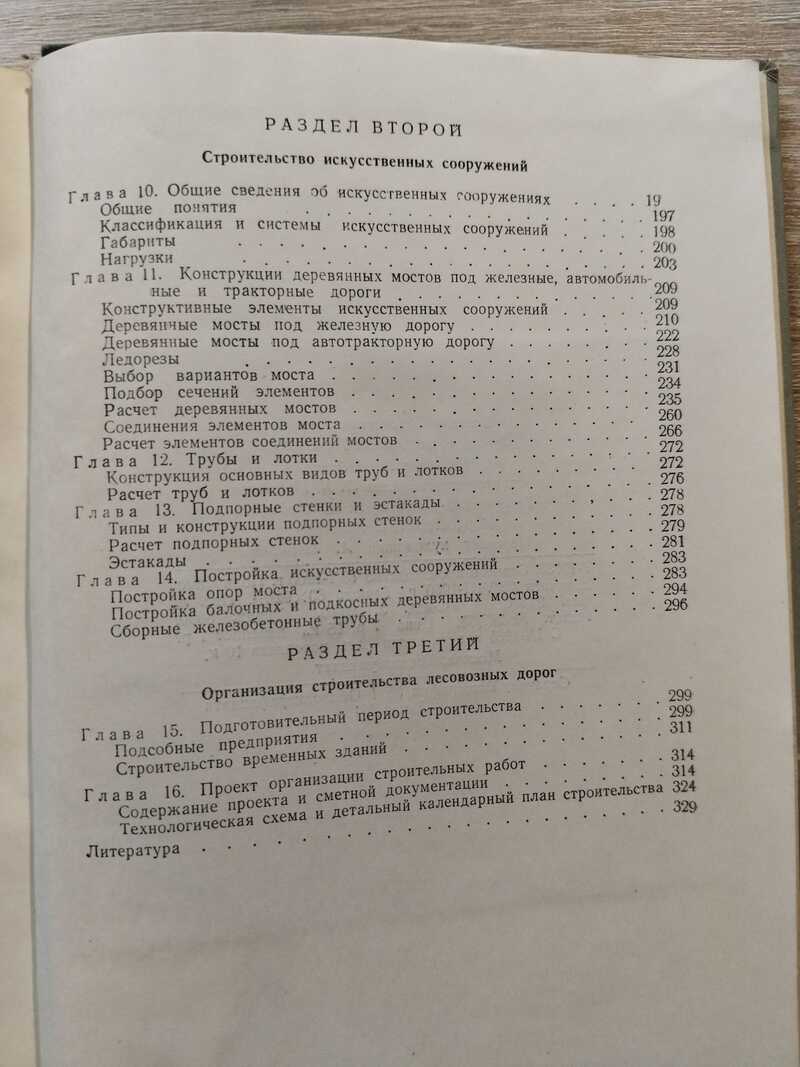 РАЗДЕЛ ВТОРОЙ
Строительство искусственных сооружений
Глава 10. Общие сведения об искусственных сооружениях . . . . 19
Общие понятия . . . . . . . . . . . . . . . . 197
Классификация и системы искусственных сооружений . . . . . 198
Габариты . . . . . . . . . . . . . . . . . . 200
Нагрузки . . . . . . . . . . . . . . . . . . 203
Глава 11. Конструкции деревянных мостов под железные, автомобиль-
ные и тракторные дороги . . . . . . . . . . . 209
Конструктивные элементы искусственных сооружений . . . . . 209
Деревянные мосты под железную дорогу . . . . . . . . . 210
Деревянные мосты под автотракторную дорогу . . . . . . . 222
Ледорезы . . . . . . . . . . . . . . . . . . 228
Выбор вариантов моста . . . . . . . . . . . . . . 231
Подбор сечений элементов . . . . . . . . . . . . . 234
Расчет деревянных мостов . . . . . . . . . . . . . 235
Соединения элементов моста . . . . . . . . . . . . 260
Расчет элементов соединений мостов . . . . . . . . . . 266
Глава 12. Трубы и лотки . . . . . . . . . . . . . . 272
Конструкция основных видов труб и лотков . . . . . . . . 272
Расчет труб и лотков . . . . . . . . . . . . . . 276
Глава 13. Подпорные стенки и эстакады . . . . . . . . . 278
Типы и конструкции подпорных стенок . . . . . . . . . 278
Расчет подпорных стенок . . . . . . . . . . . . . 279
Эстакады . . . . . . . . . . . . . . . . . . 281
Глава 14. Постройка искусственных сооружений . . . . . . . 283
Постройка опор моста . . . . . . . . . . . . . . 283
Постройка балочных и подкосных деревянных мостов . . . . . 294
Сборные железобетонные трубы . . . . . . . . . . . 296
РАЗДЕЛ ТРЕТИЙ
Организация строительства лесовозных дорог
Глава 15. Подготовительный период строительства . . . . . . 299
Подсобные предприятия . . . . . . . . . . . . . 299
Строительство временных зданий . . . . . . . . . . . 311
Глава 16. Проект организации строительных работ . . . . . . 314
Содержание проекта и сметной документации . . . . . . . 314
Технологическая схема и детальный календарный план строительства 324
Литература . . . . . . . . . . . . . . . . . . 329